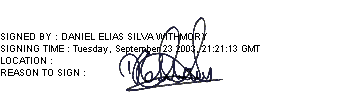 SIGNED BY : DANIEL ELIAS SILVA WITHMORY
SIGNING TIME : Tuesday, September 23 2003, 21:21:13 GMT
LOCATION :
REASON TO SIGN :